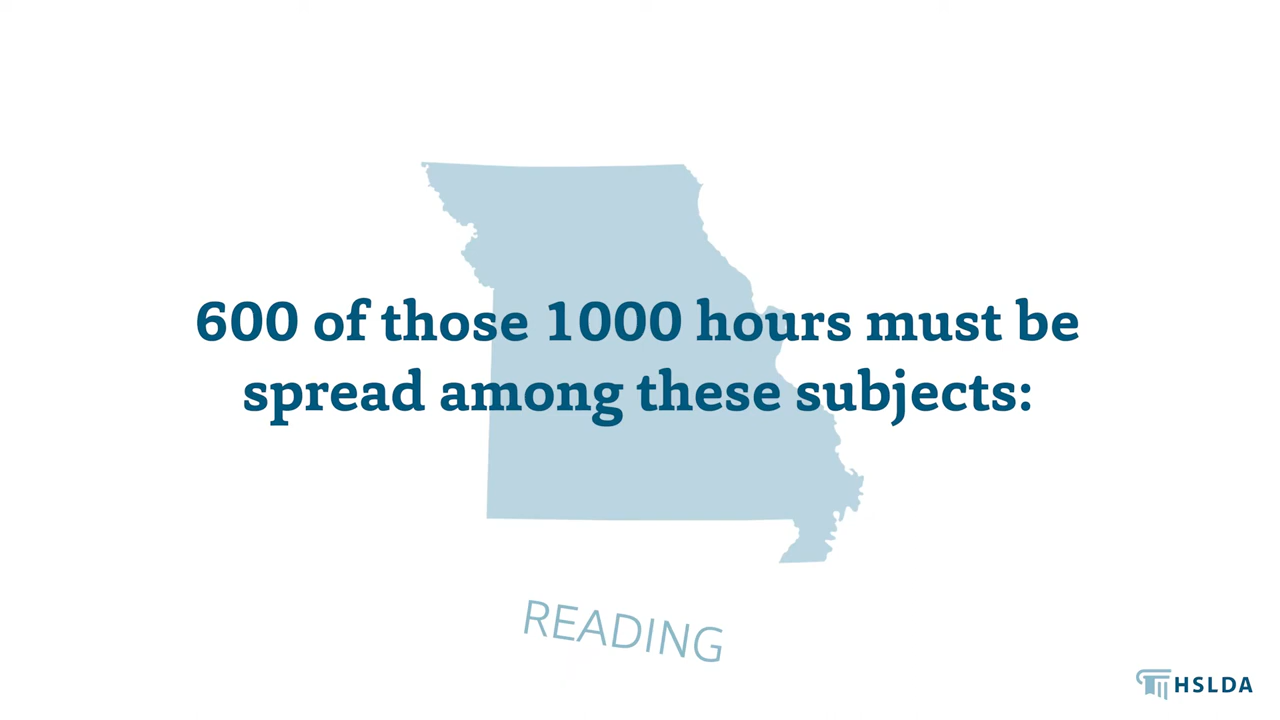 600 of those 1000 hours must be
spread among these subjects:
READING
HSLDA